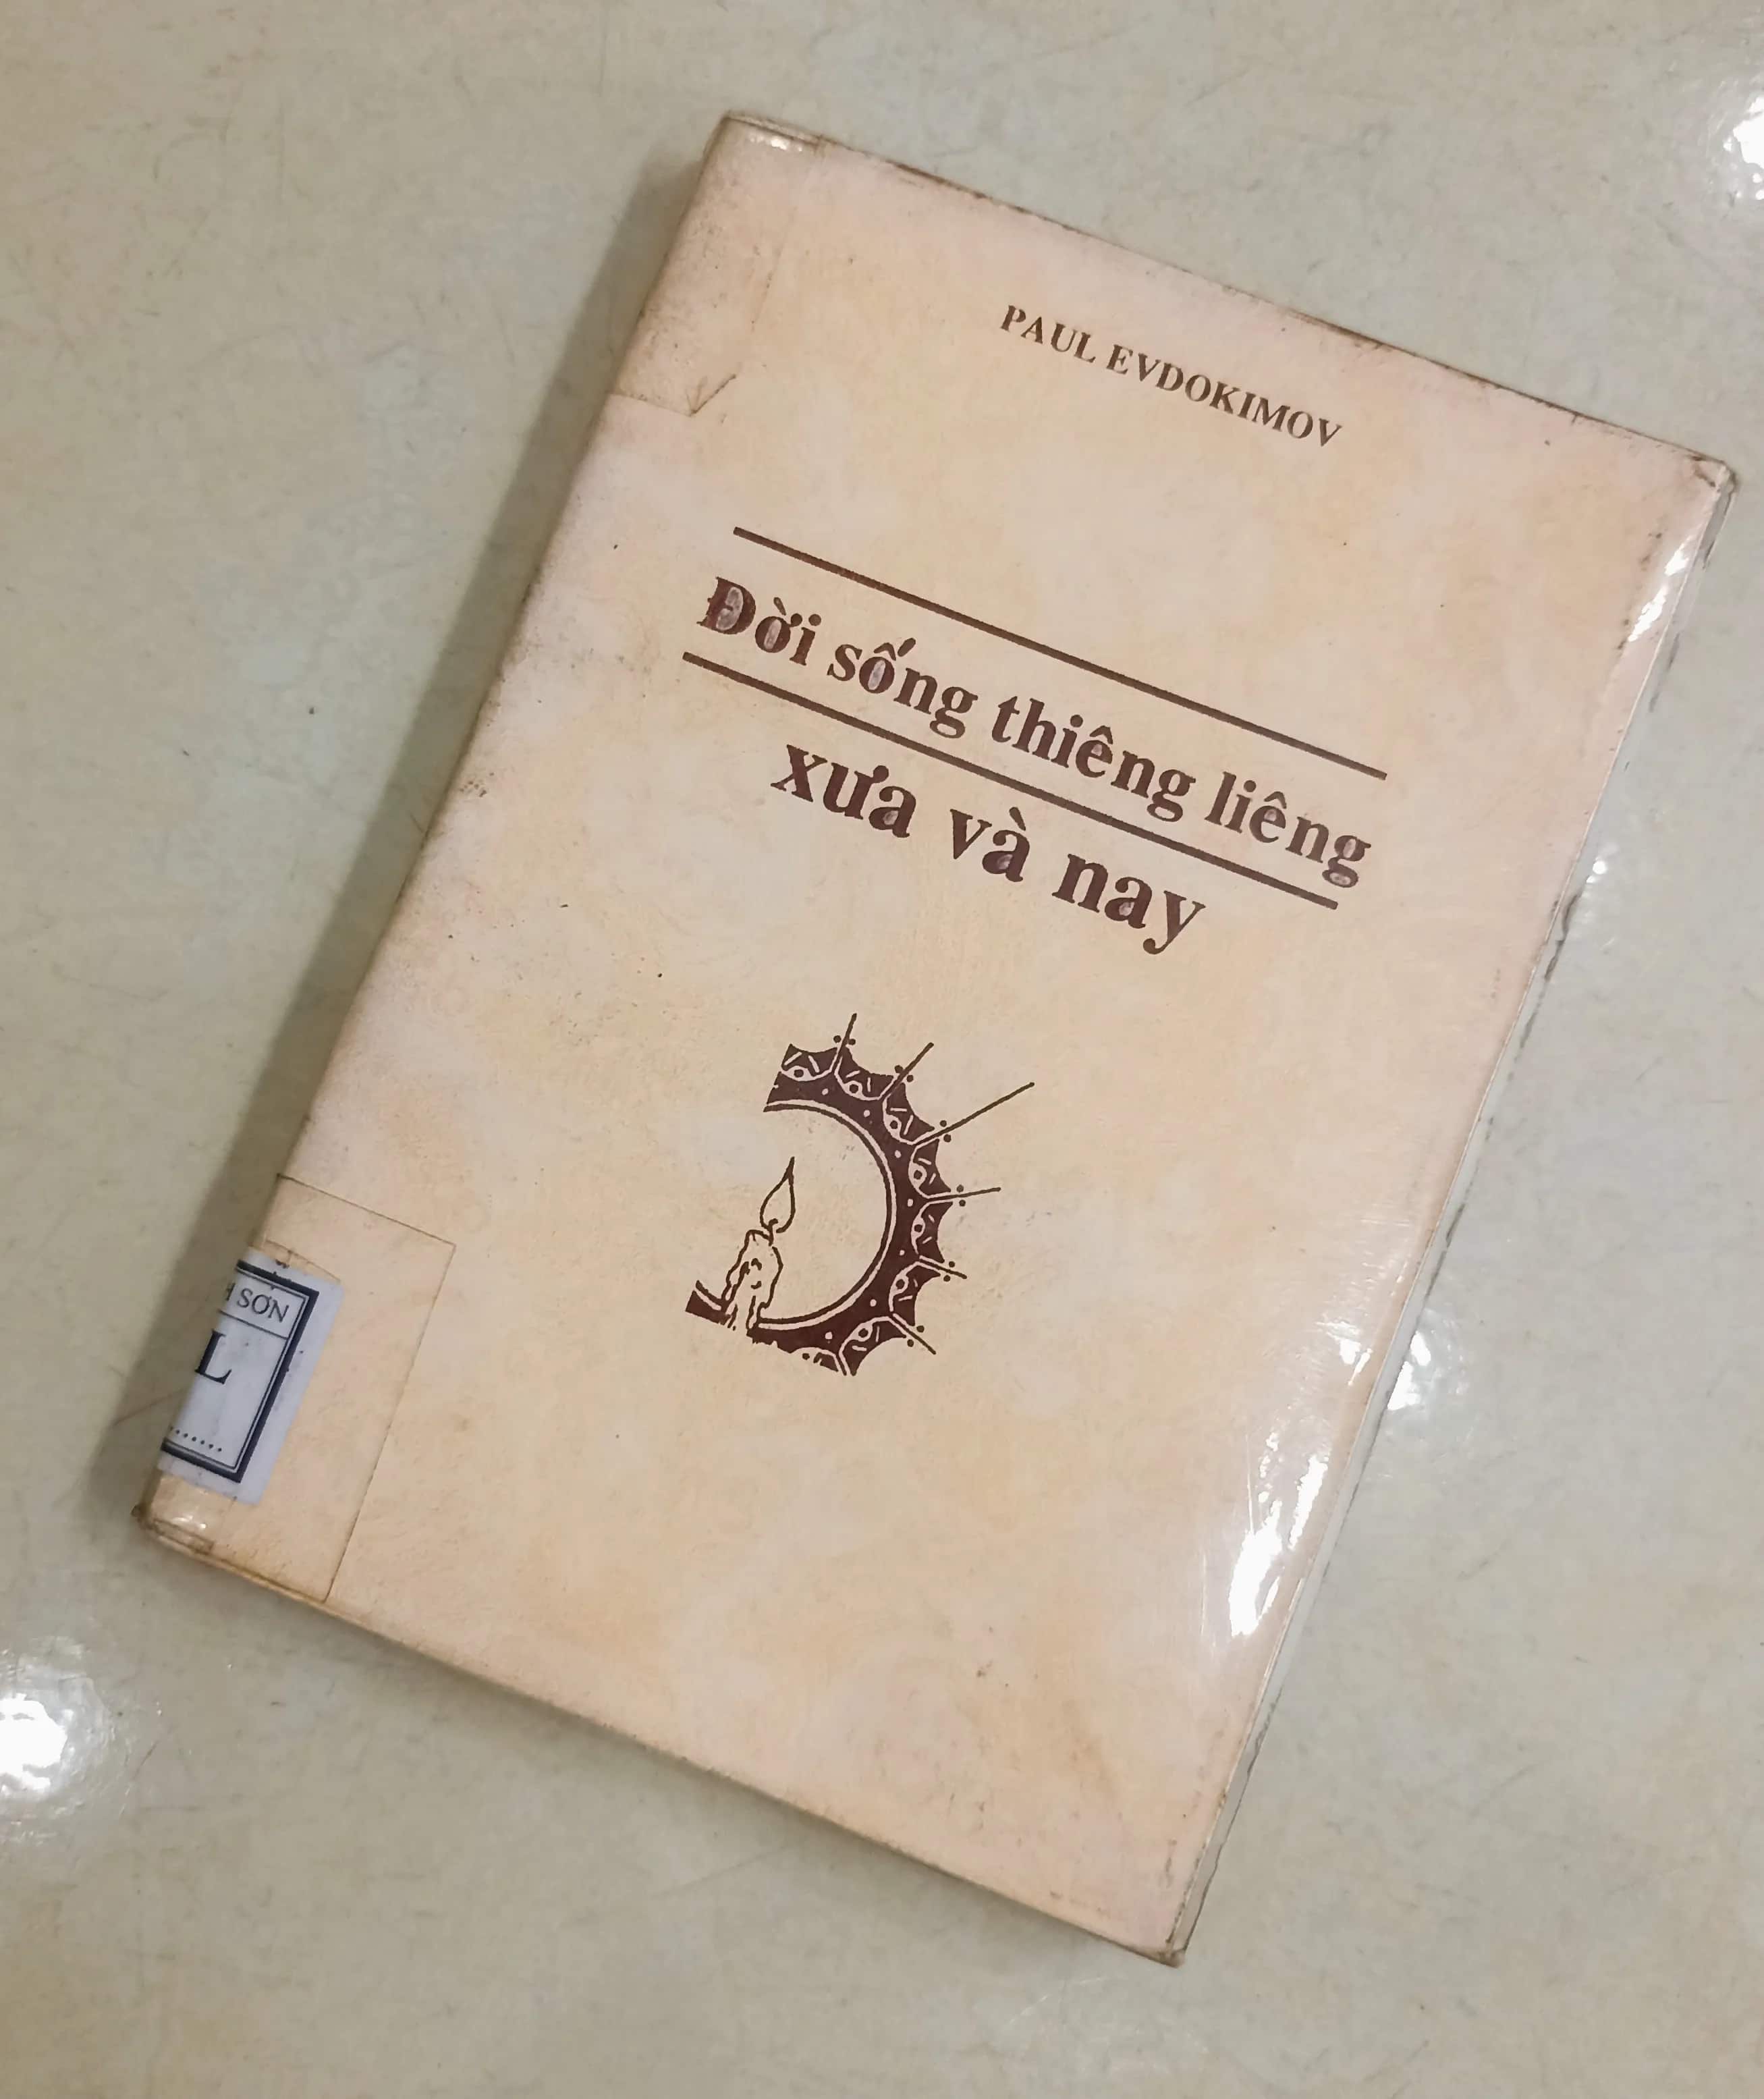 PAUL EVDOKIMOV
Đời sống thiêng liêng
xưa và nay
SƠN
L